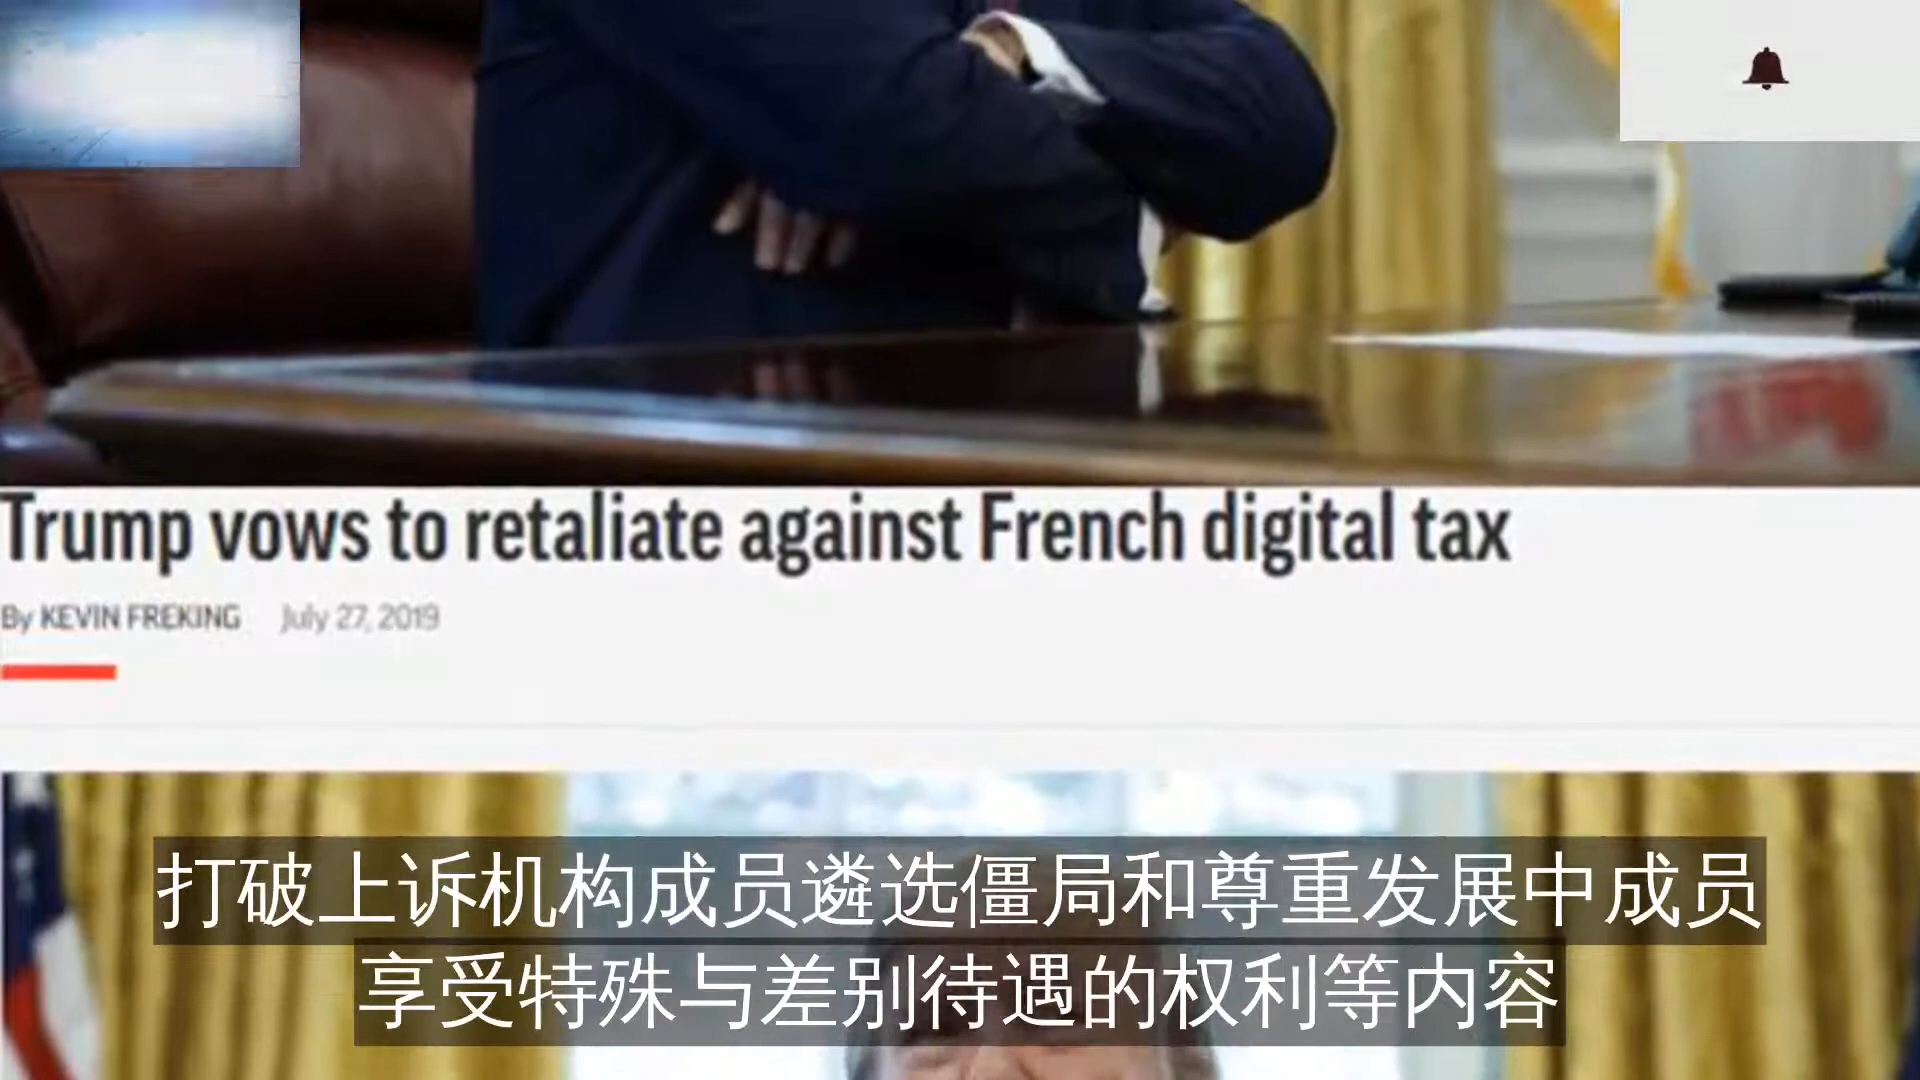 Trump vows to retaliate against French digital tax
By KEVIN FREKING July 27, 2019
打破上诉机构成员遴选僵局和尊重发展中成员
享受特殊与差别待遇的权利等内容